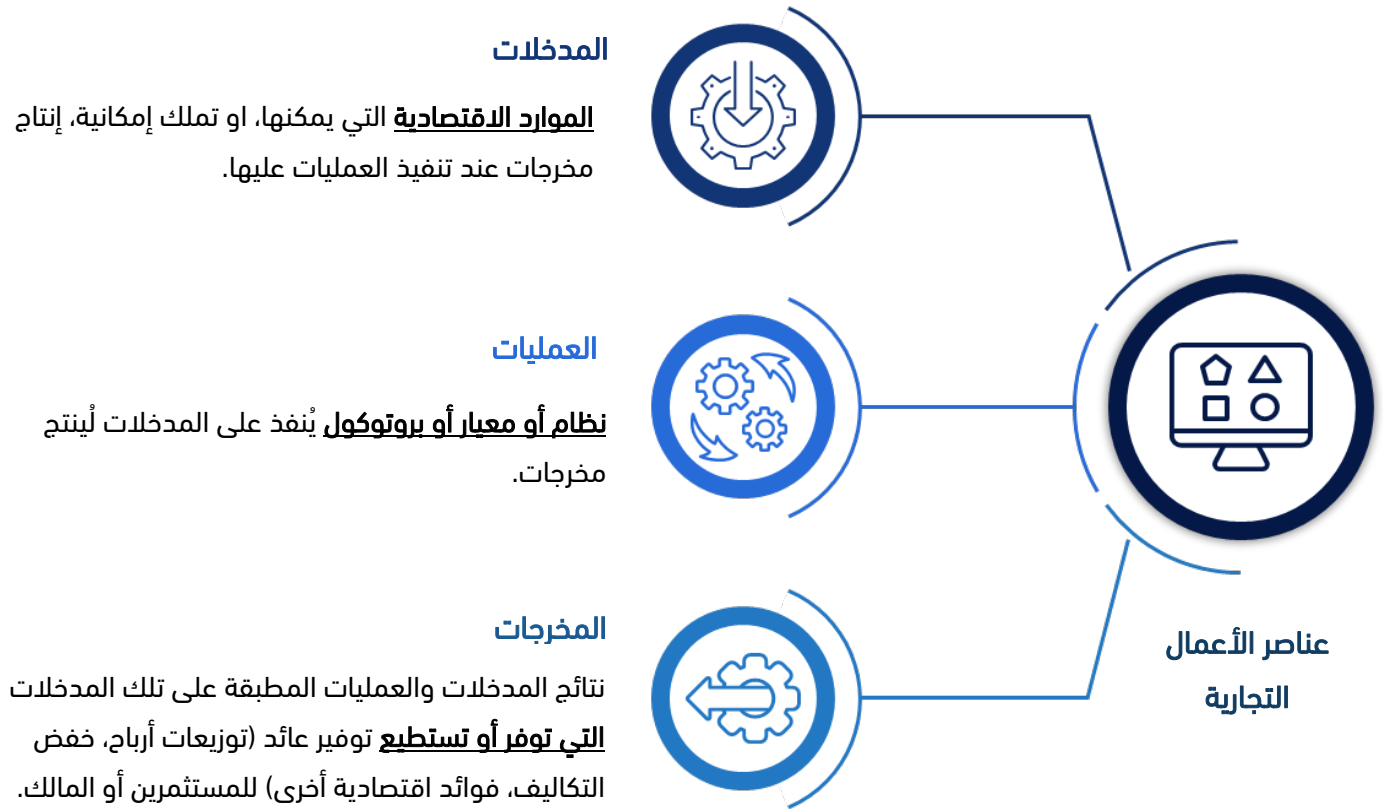 المدخلات
الموارد الاقتصادية التي يمكنها، او تملك إمكانية، إنتاج
مخرجات عند تنفيذ العمليات عليها.
العمليات
نظام أو معيار أو بروتوكول يُنفذ على المدخلات لُينتج
مخرجات.
المخرجات
نتائج المدخلات والعمليات المطبقة على تلك المدخلات
التي توفر أو تستطيع توفير عائد (توزيعات أرباح، خفض
التكاليف، فوائد اقتصادية أخرى) للمستثمرين أو المالك.
عناصر الأعمال
التجارية